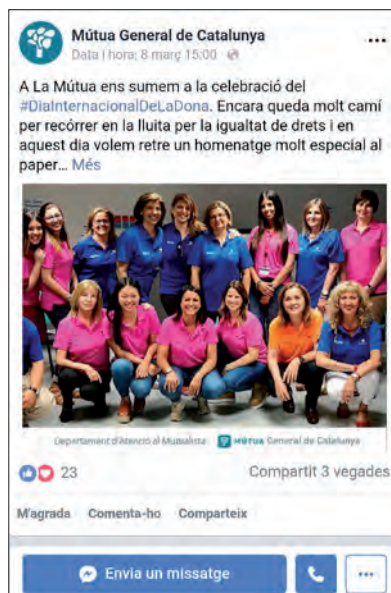 Mútua General de Catalunya
Data i hora: 8 març 15:00
A La Mútua ens sumem a la celebració del
#DiaInternacionalDeLaDona. Encara queda molt camí
per recórrer en la lluita per la igualtat de drets i en
aquest dia volem retre un homenatge molt especial al
paper... Més
Departament d'Atenció al Mutualista MÚTUA General de Catalunya
23 Compartit 3 vegades
M'agrada Comenta-ho Comparteix
Envia un missatge